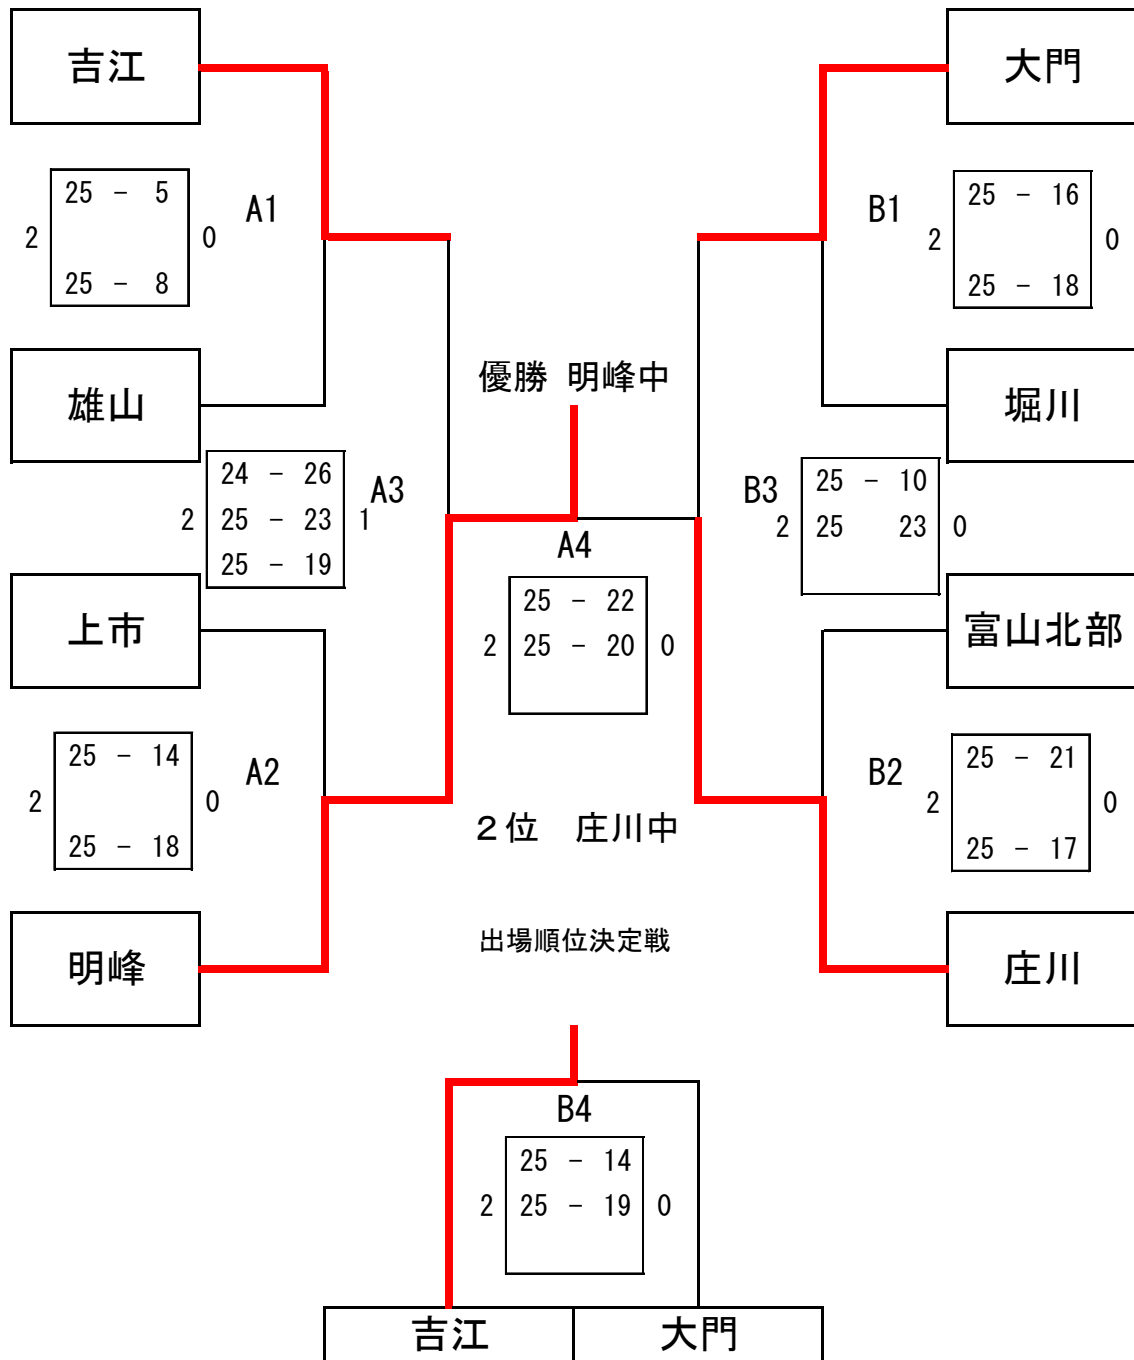 吉江
大門
25 - 5
2
0
25 - 8
A1
B1
25 - 16
2
0
25 - 18
雄山
優勝 明峰中
堀川
24 - 26
2 25 - 23 1
25 - 19
A3
B3
25 - 10
2 25 23 0
A4
25 - 22
2 25 - 20 0
上市
富山北部
25 - 14
2
0
25 - 18
A2
B2
25 - 21
2
0
25 - 17
2位 庄川中
明峰
出場順位決定戦
庄川
B4
25 - 14
2 25 - 19 0
吉江
大門